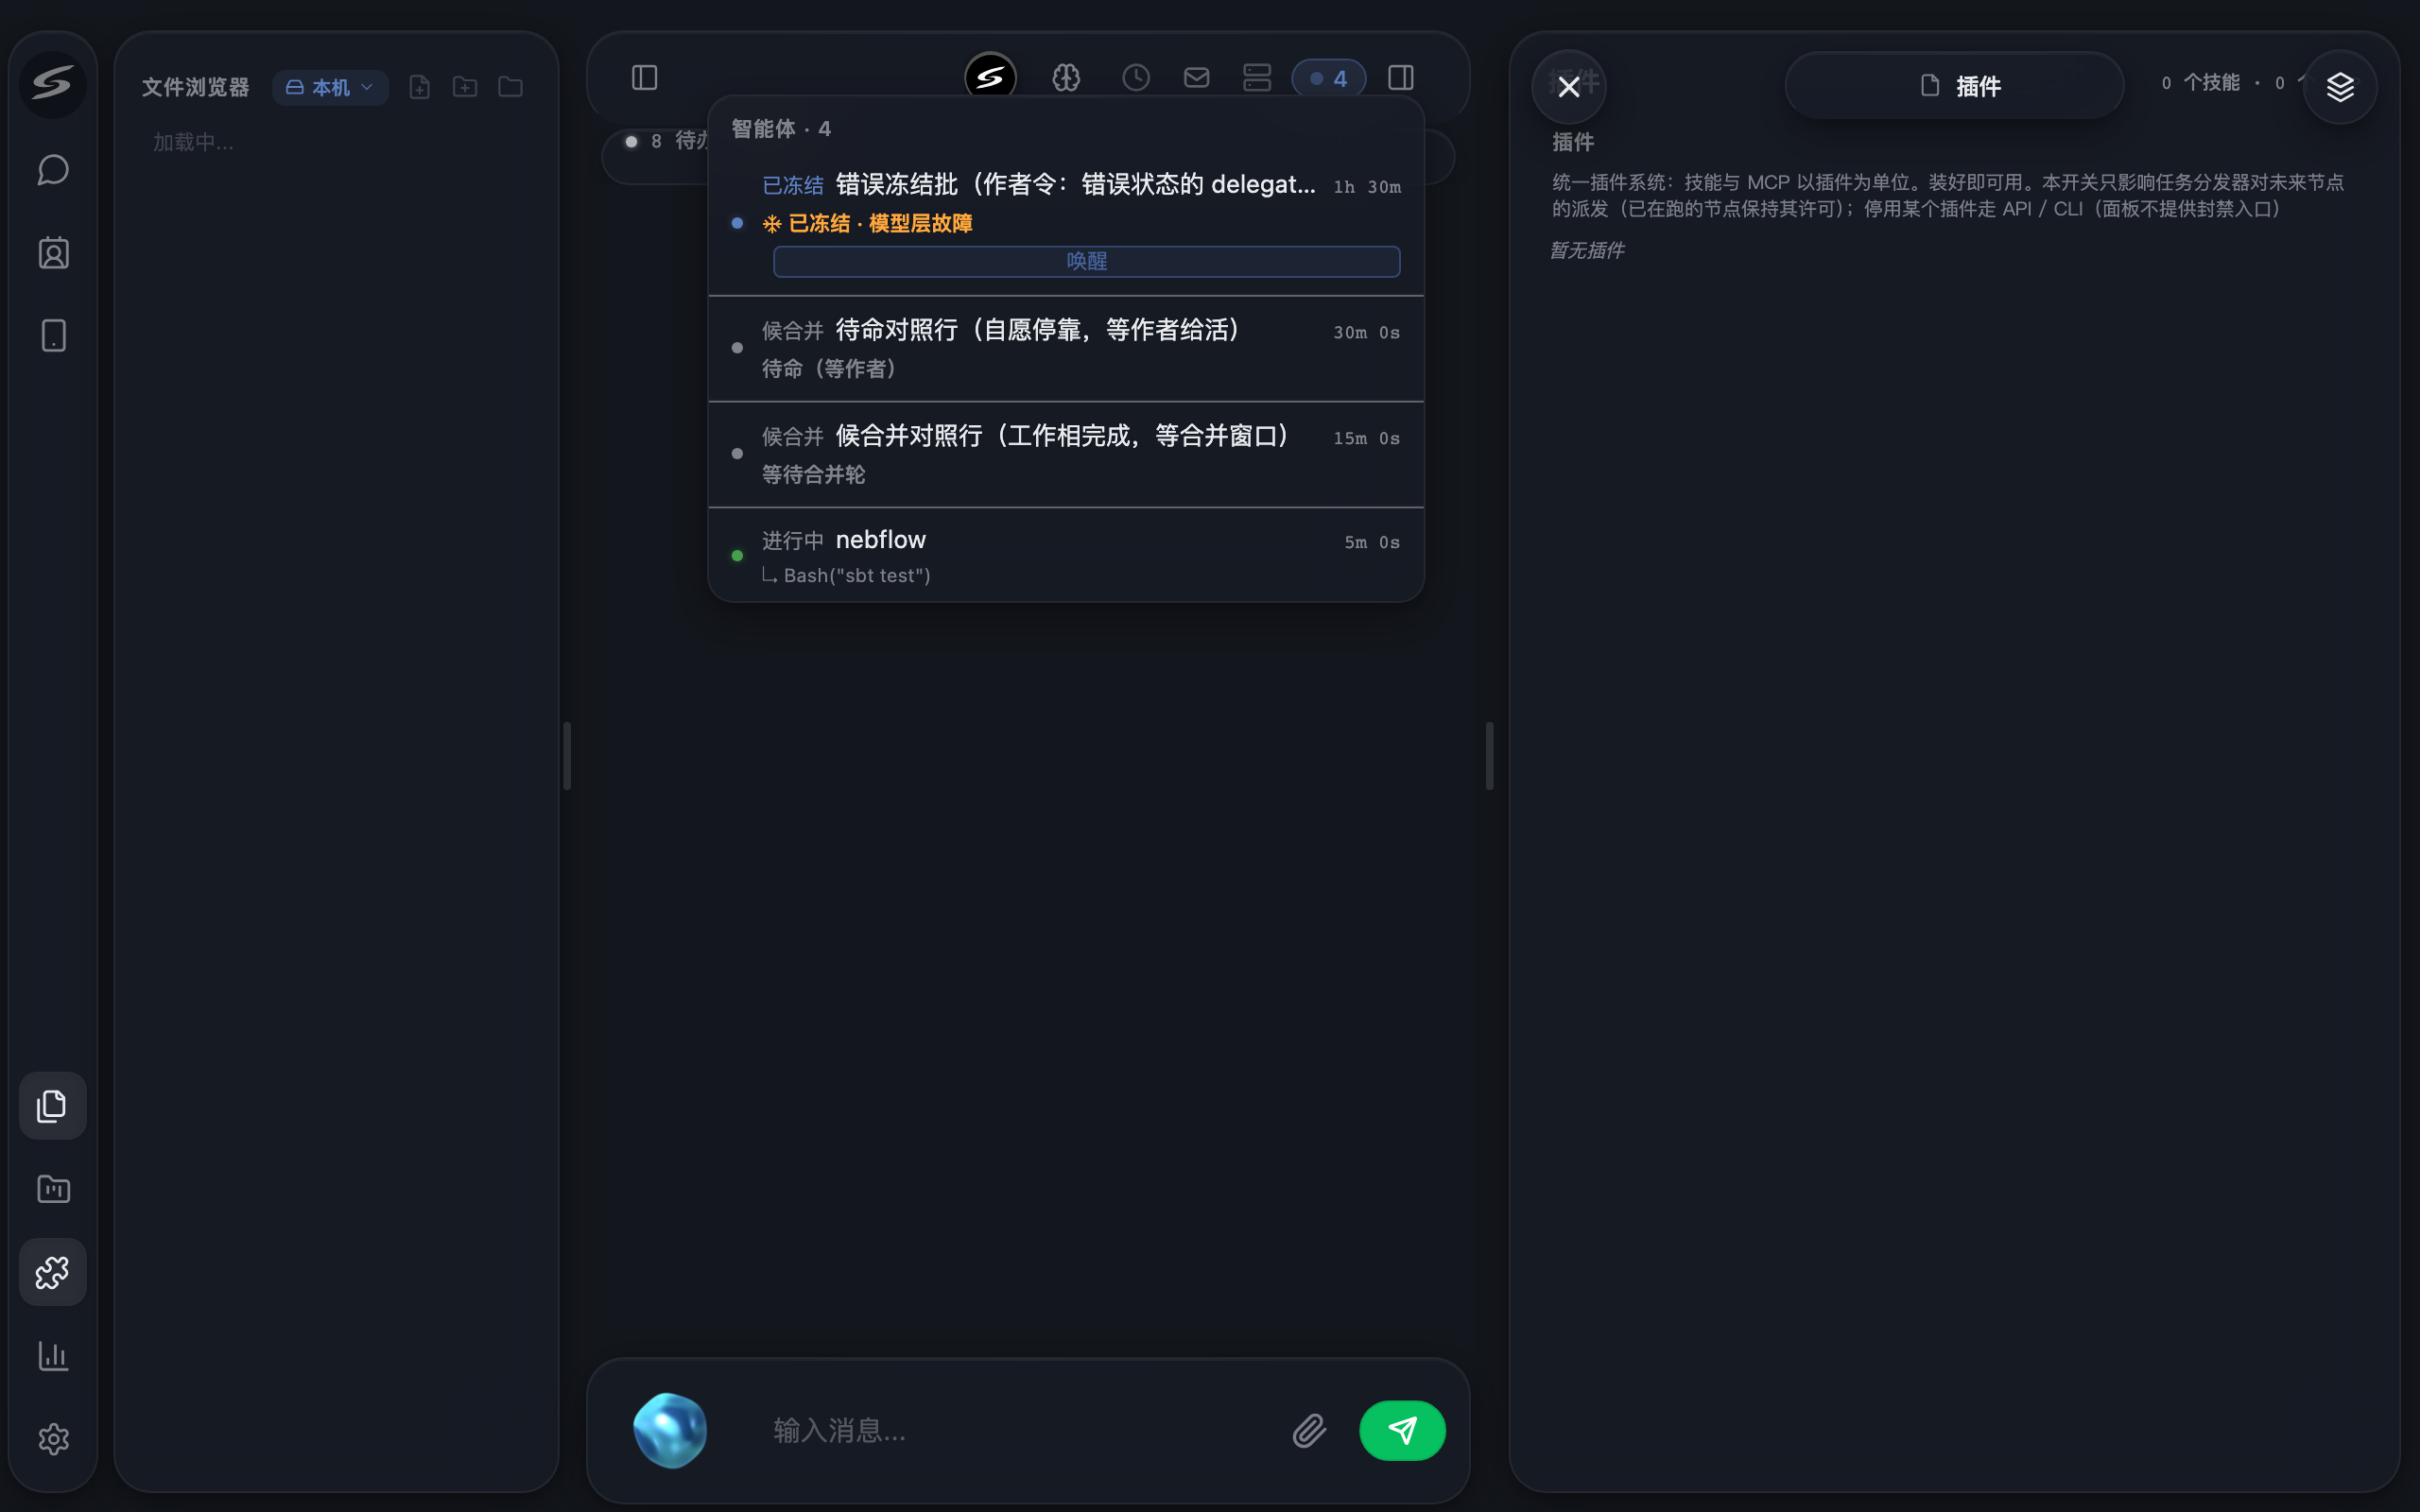 文件浏览器
本机
加载中...
4
8 待办
智能体 · 4
已冻结 错误冻结批（作者令：错误状态的 delegat... 1h 30m
已冻结 · 模型层故障
唤醒
候合并 待命对照行（自愿停靠，等作者给活） 30m 0s
待命（等作者）
候合并 候合并对照行（工作相完成，等合并窗口） 15m 0s
等待合并轮
进行中 nebflow 5m 0s
Bash("sbt test")
输入消息...
插件
插件
0 个技能 · 0
插件
统一插件系统：技能与 MCP 以插件为单位。装好即可用。本开关只影响任务分发器对未来节点
的派发（已在跑的节点保持其许可）；停用某个插件走 API / CLI（面板不提供封禁入口）
暂无插件